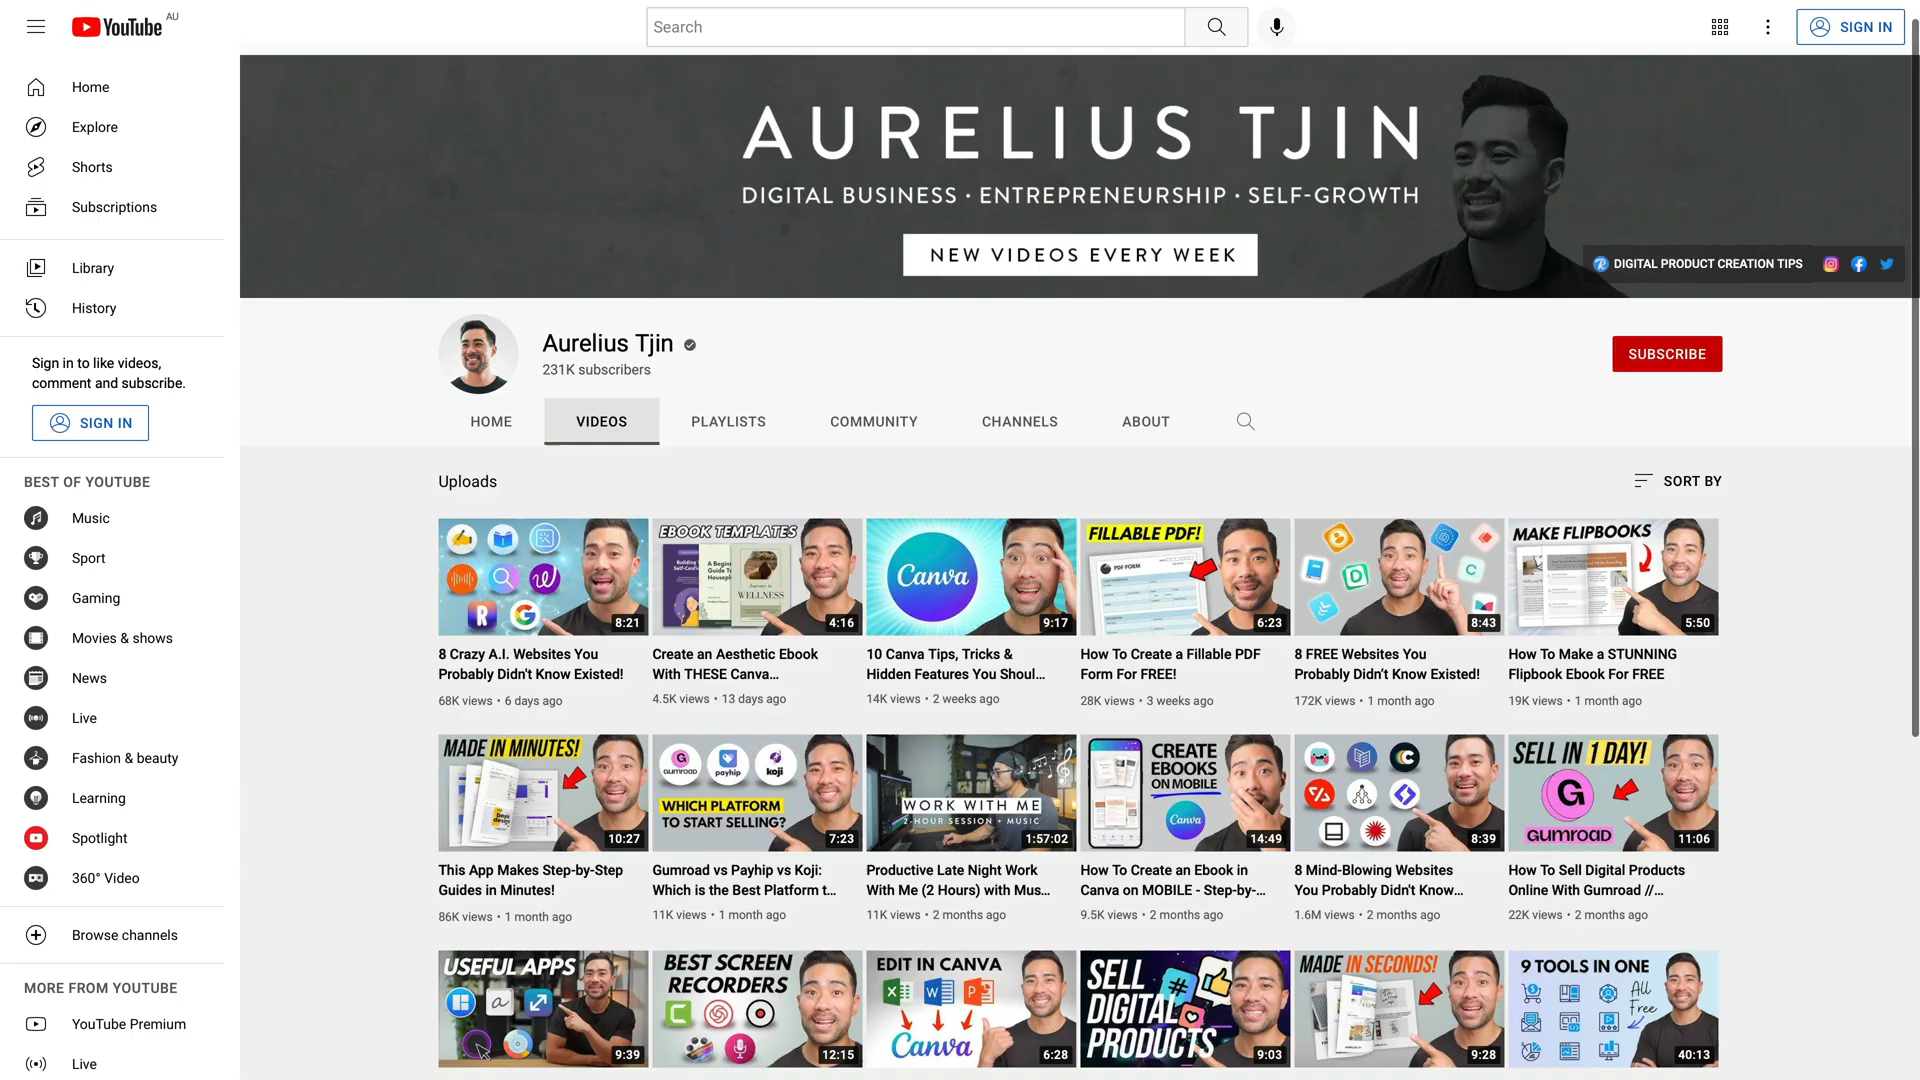 YouTube AU
Search
SIGN IN
Home
Explore
Shorts
Subscriptions
Library
History
Sign in to like videos,
comment and subscribe.
SIGN IN
BEST OF YOUTUBE
Music
Sport
Gaming
Movies & shows
News
Live
Fashion & beauty
Learning
Spotlight
360° Video
Browse channels
MORE FROM YOUTUBE
YouTube Premium
Live
AURELIUS TJIN
DIGITAL BUSINESS · ENTREPRENEURSHIP · SELF-GROWTH
NEW VIDEOS EVERY WEEK
DIGITAL PRODUCT CREATION TIPS
Aurelius Tjin
231K subscribers
SUBSCRIBE
HOME VIDEOS PLAYLISTS COMMUNITY CHANNELS ABOUT
Uploads
SORT BY
8:21
8 Crazy A.I. Websites You
Probably Didn't Know Existed!
68K views • 6 days ago
EBOOK TEMPLATES
WELLNESS
4:16
Create an Aesthetic Ebook
With THESE Canva...
4.5K views • 13 days ago
Canva
9:17
10 Canva Tips, Tricks &
Hidden Features You Shoul...
14K views • 2 weeks ago
FILLABLE PDF!
PDF FORM
6:23
How To Create a Fillable PDF
Form For FREE!
28K views • 3 weeks ago
8:43
8 FREE Websites You
Probably Didn’t Know Existed!
172K views • 1 month ago
MAKE FLIPBOOKS
5:50
How To Make a STUNNING
Flipbook Ebook For FREE
19K views • 1 month ago
MADE IN MINUTES!
10:27
This App Makes Step-by-Step
Guides in Minutes!
86K views • 1 month ago
GUMROAD payhip koji
WHICH PLATFORM
TO START SELLING?
7:23
Gumroad vs Payhip vs Koji:
Which is the Best Platform t...
11K views • 1 month ago
WORK WITH ME
2-HOUR SESSION + MUSIC
1:57:02
Productive Late Night Work
With Me (2 Hours) with Mus...
11K views • 2 months ago
CREATE
EBOOKS
ON MOBILE
Canva
14:49
How To Create an Ebook in
Canva on MOBILE - Step-by-...
9.5K views • 2 months ago
8:39
8 Mind-Blowing Websites
You Probably Didn't Know...
1.6M views • 2 months ago
SELL IN 1 DAY!
G
GUMROAD
11:06
How To Sell Digital Products
Online With Gumroad //...
22K views • 2 months ago
USEFUL APPS
9:39
BEST SCREEN
RECORDERS
12:15
EDIT IN CANVA
Canva
6:28
SELL
DIGITAL
PRODUCTS
9:03
MADE IN SECONDS!
9:28
9 TOOLS IN ONE
All
Free
40:13